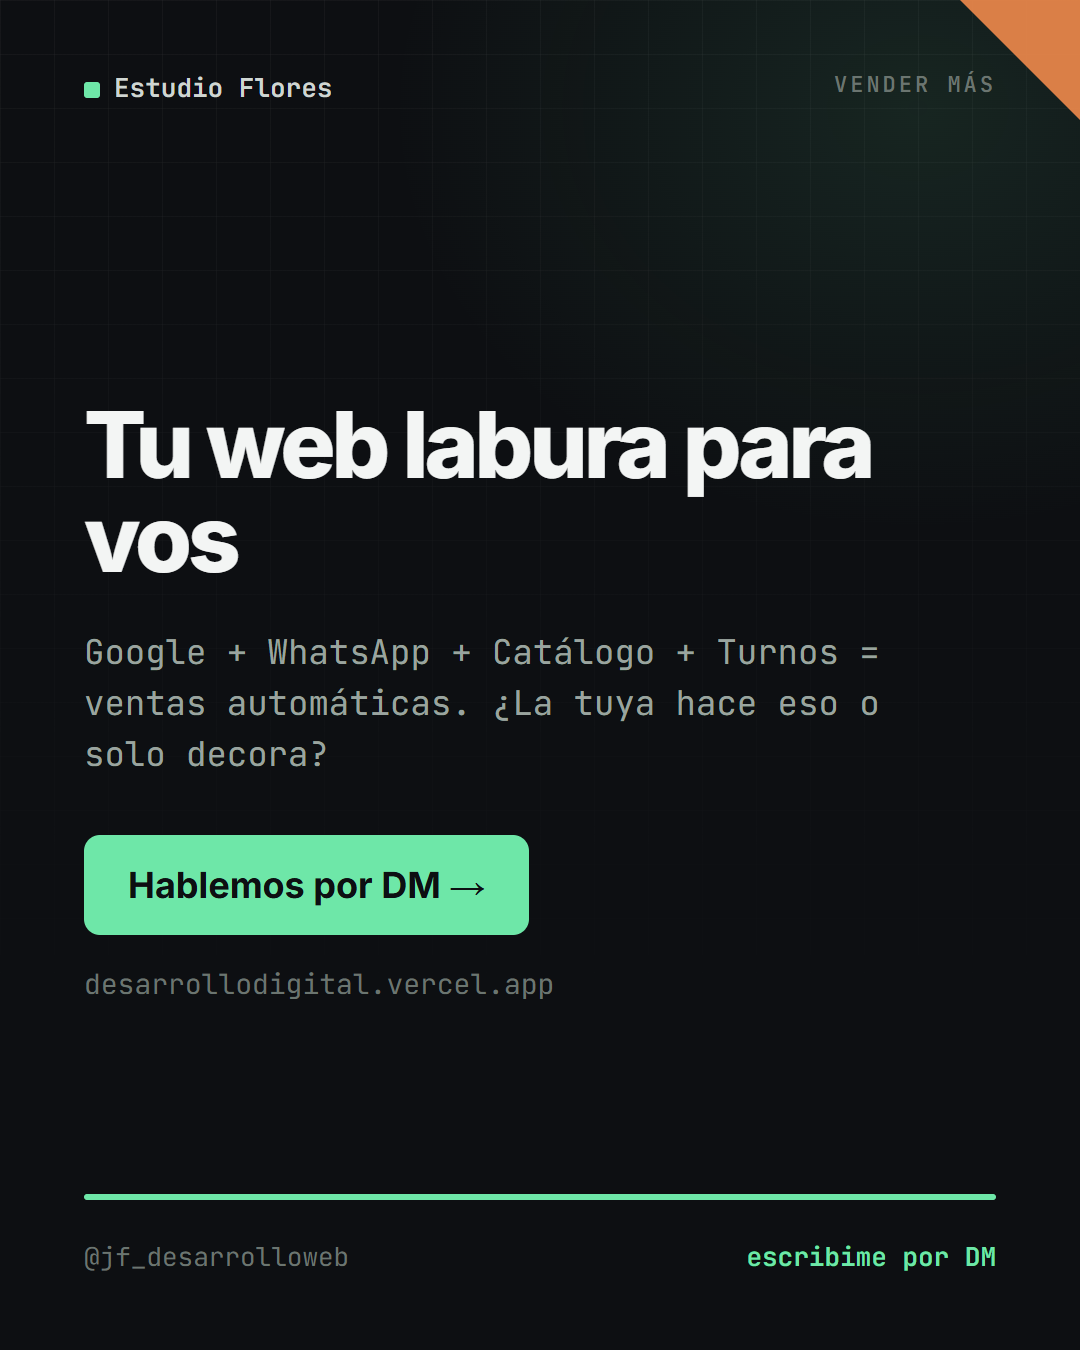 Estudio Flores
VENDER MÁS
Tu web labura para
vos
Google + WhatsApp + Catálogo + Turnos =
ventas automáticas. ¿La tuya hace eso o
solo decora?
Hablemos por DM →
desarrollodigital.vercel.app
@jf_desarrolloweb
escribime por DM